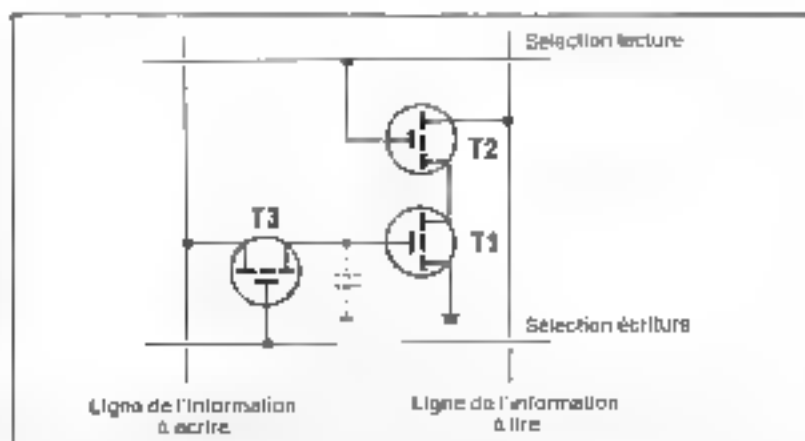 Sélection lecture
T2
T3
T1
Sélection écriture
Ligne de l'information
à écrire
Ligne de l'information
à lire